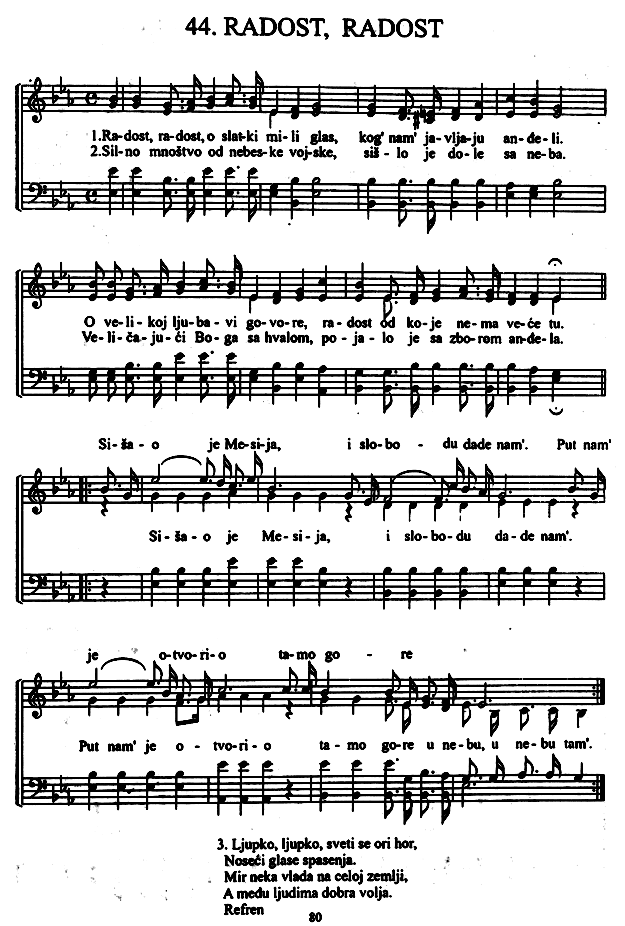 44. RADOST, RADOST
1.Ra-dost, ra-dost, o slat-ki mi-li glas, kog' nam' ja-vlja-ju an-đe-li.
2.Sil-no mnoštvo od nebes-ke voj-ske, siš-lo je do-le sa ne-ba.
O ve-li-koj lju-ba-vi go-vo-re, ra-dost od ko-je ne-ma ve-će tu.
Ve-li-ča-ju-ći Bo-ga sa hvalom, po-ja-lo je sa zbo-rom an-đe-la.
Si-ša-o je Me-si-ja, i slo-bo-du dade nam'. Put nam'
Si-ša-o je Me-si-ja, i slo-bo-du da-de nam'.
je o-tvo-ri-o ta-mo go-re
Put nam' je o-tvo-ri-o ta-mo go-re u ne-bu, u ne-bu tam'.
3. Ljupko, ljupko, sveti se ori hor,
Noseći glase spasenja.
Mir neka vlada na celoj zemlji,
A među ljudima dobra volja.
Refren
80